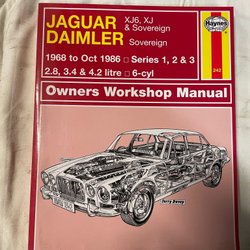 JAGUAR XJ6, XJ
& Sovereign
DAIMLER Sovereign
Haynes
1968 to Oct 1986 □ Series 1, 2 & 3
2.8, 3.4 & 4.2 litre □ 6-cyl
242
Owners Workshop Manual
Terry Davey